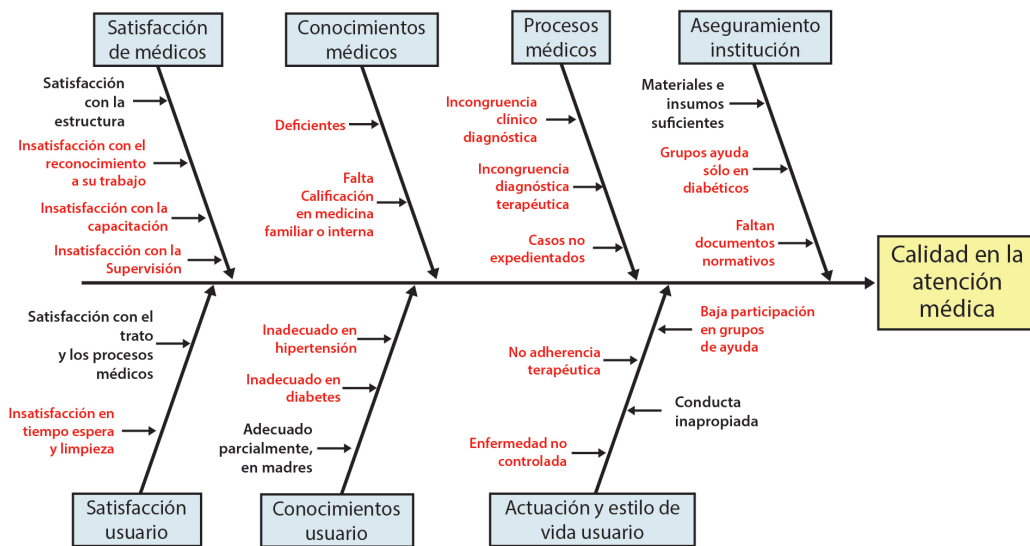 Satisfacción
de médicos
Conocimientos
médicos
Procesos
médicos
Aseguramiento
institución
Satisfacción
con la
estructura
Insatisfacción con el
reconocimiento
a su trabajo
Insatisfacción con la
capacitación
Insatisfacción con la
Supervisión
Deficientes
Falta
Calificación
en medicina
familiar o interna
Incongruencia
clínico
diagnóstica
Incongruencia
diagnóstica
terapéutica
Casos no
expedientados
Materiales e
insumos
suficientes
Grupos ayuda
sólo en
diabéticos
Faltan
documentos
normativos
Calidad en la
atención
médica
Satisfacción con el
trato
y los procesos
médicos
Insatisfacción en
tiempo espera
y limpieza
Inadecuado en
hipertensión
Inadecuado en
diabetes
Adecuado
parcialmente,
en madres
Baja participación
en grupos
de ayuda
No adherencia
terapéutica
Conducta
inapropiada
Enfermedad no
controlada
Satisfacción
usuario
Conocimientos
usuario
Actuación y estilo de
vida usuario